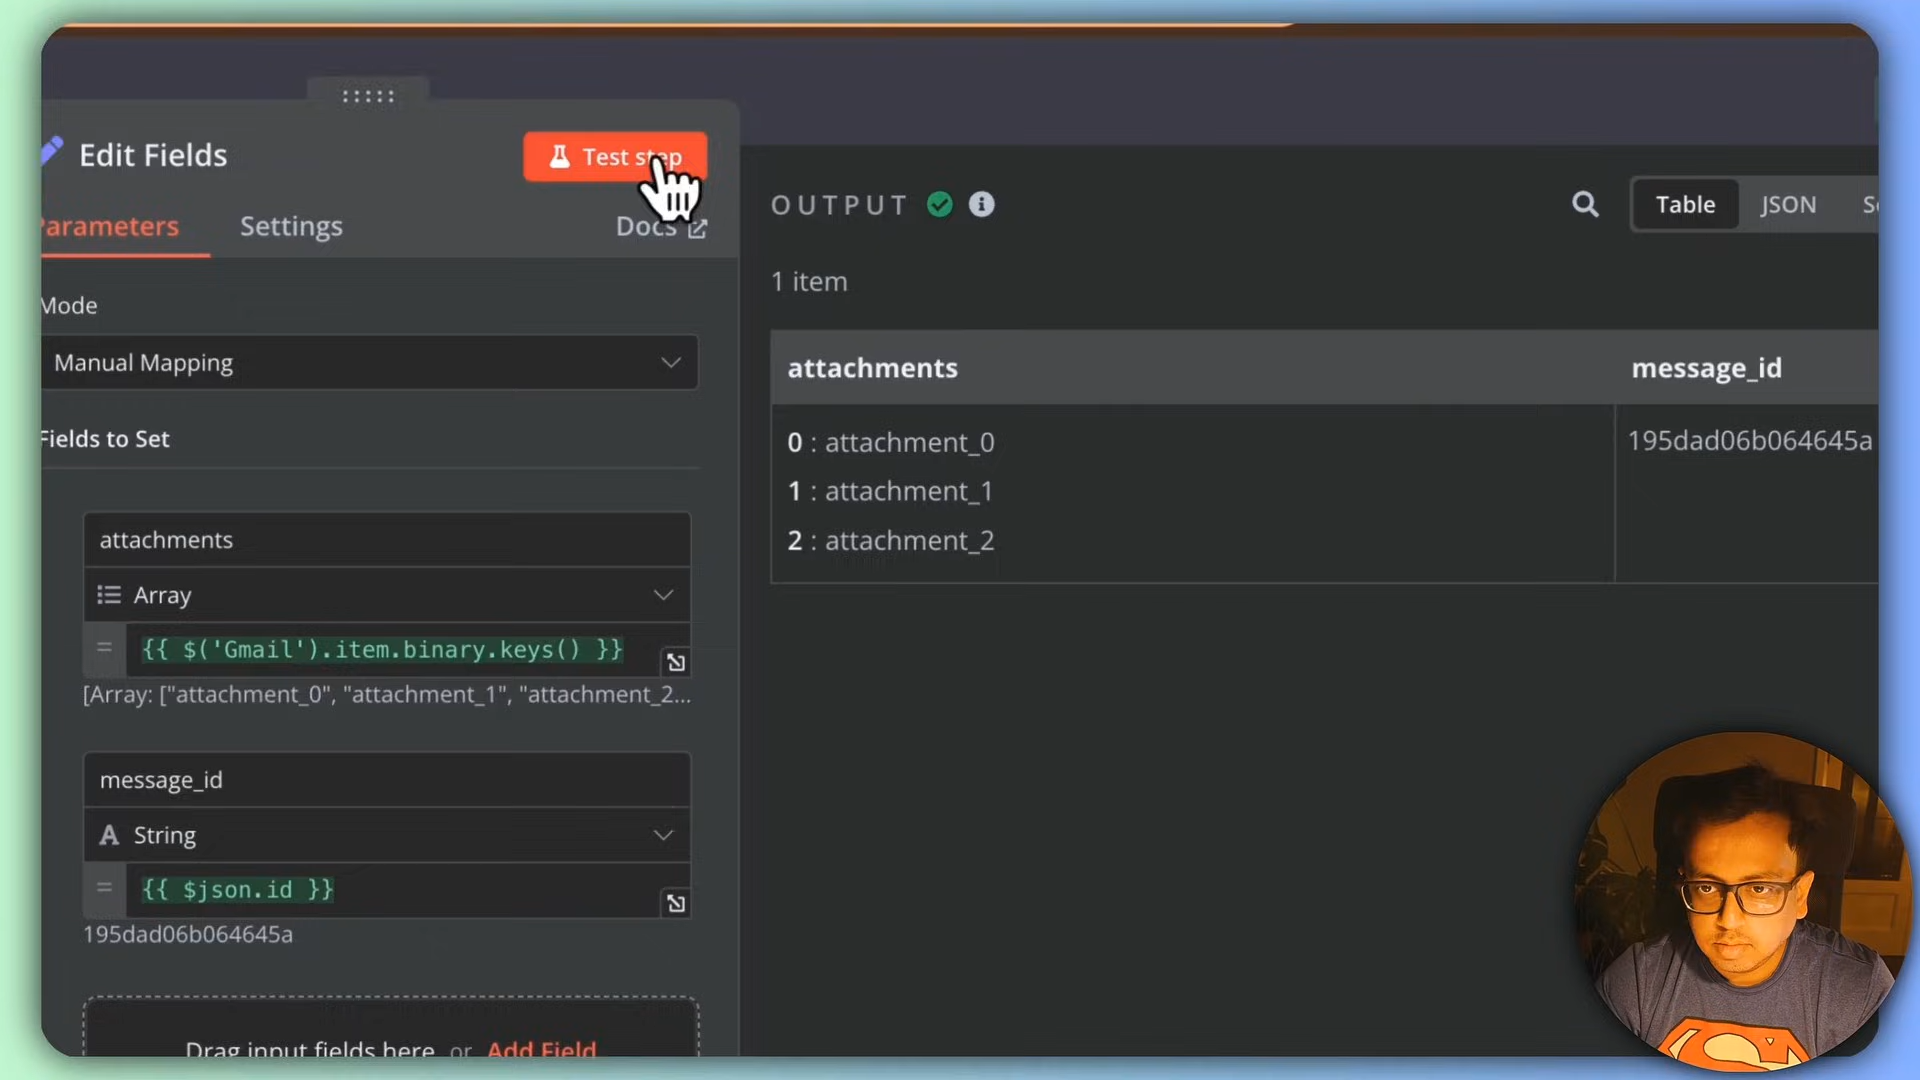 Edit Fields
Test step
Parameters
Settings
Docs
Mode
Manual Mapping
Fields to Set
attachments
Array
= {{ $('Gmail').item.binary.keys() }}
[Array: ["attachment_0", "attachment_1", "attachment_2...
message_id
A String
= {{ $json.id }}
195dad06b064645a
Drag input fields here or Add Field
OUTPUT
Table
JSON
1 item
attachments
message_id
0 : attachment_0
195dad06b064645a
1 : attachment_1
2 : attachment_2